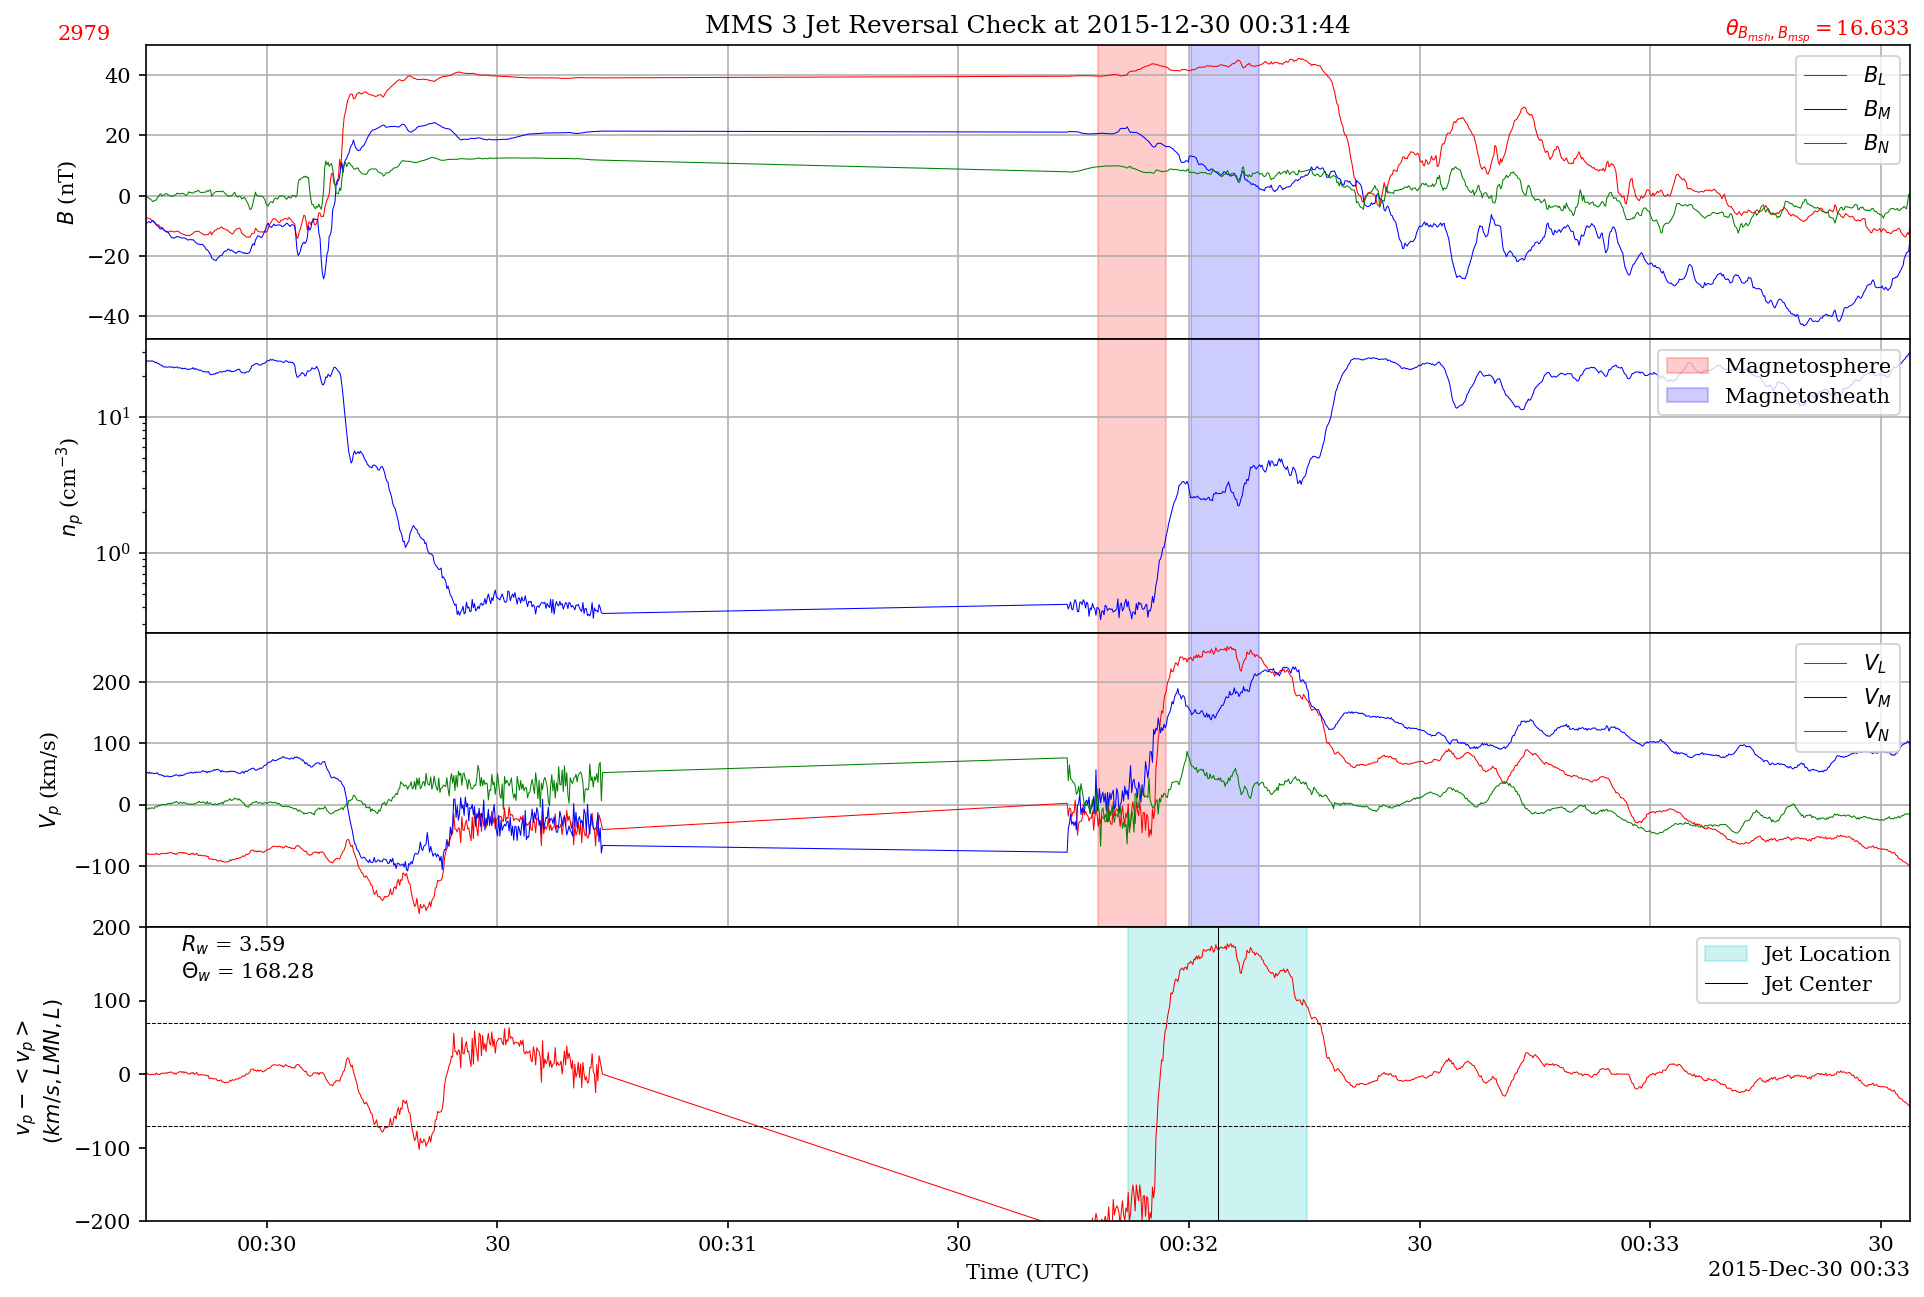 MMS 3 Jet Reversal Check at 2015-12-30 00:31:44
2979
θ_{B_{msh}, B_{msp}} = 16.633
B (nT)
40
20
0
−20
−40
B_L
B_M
B_N
n_p (cm^{−3})
10^1
10^0
Magnetosphere
Magnetosheath
V_p (km/s)
200
100
0
−100
V_L
V_M
V_N
v_p − < v_p >
(km/s, LMN, L)
200
100
0
−100
−200
R_w = 3.59
Θ_w = 168.28
Jet Location
Jet Center
00:30
30
00:31
30
00:32
30
00:33
30
Time (UTC)
2015-Dec-30 00:33